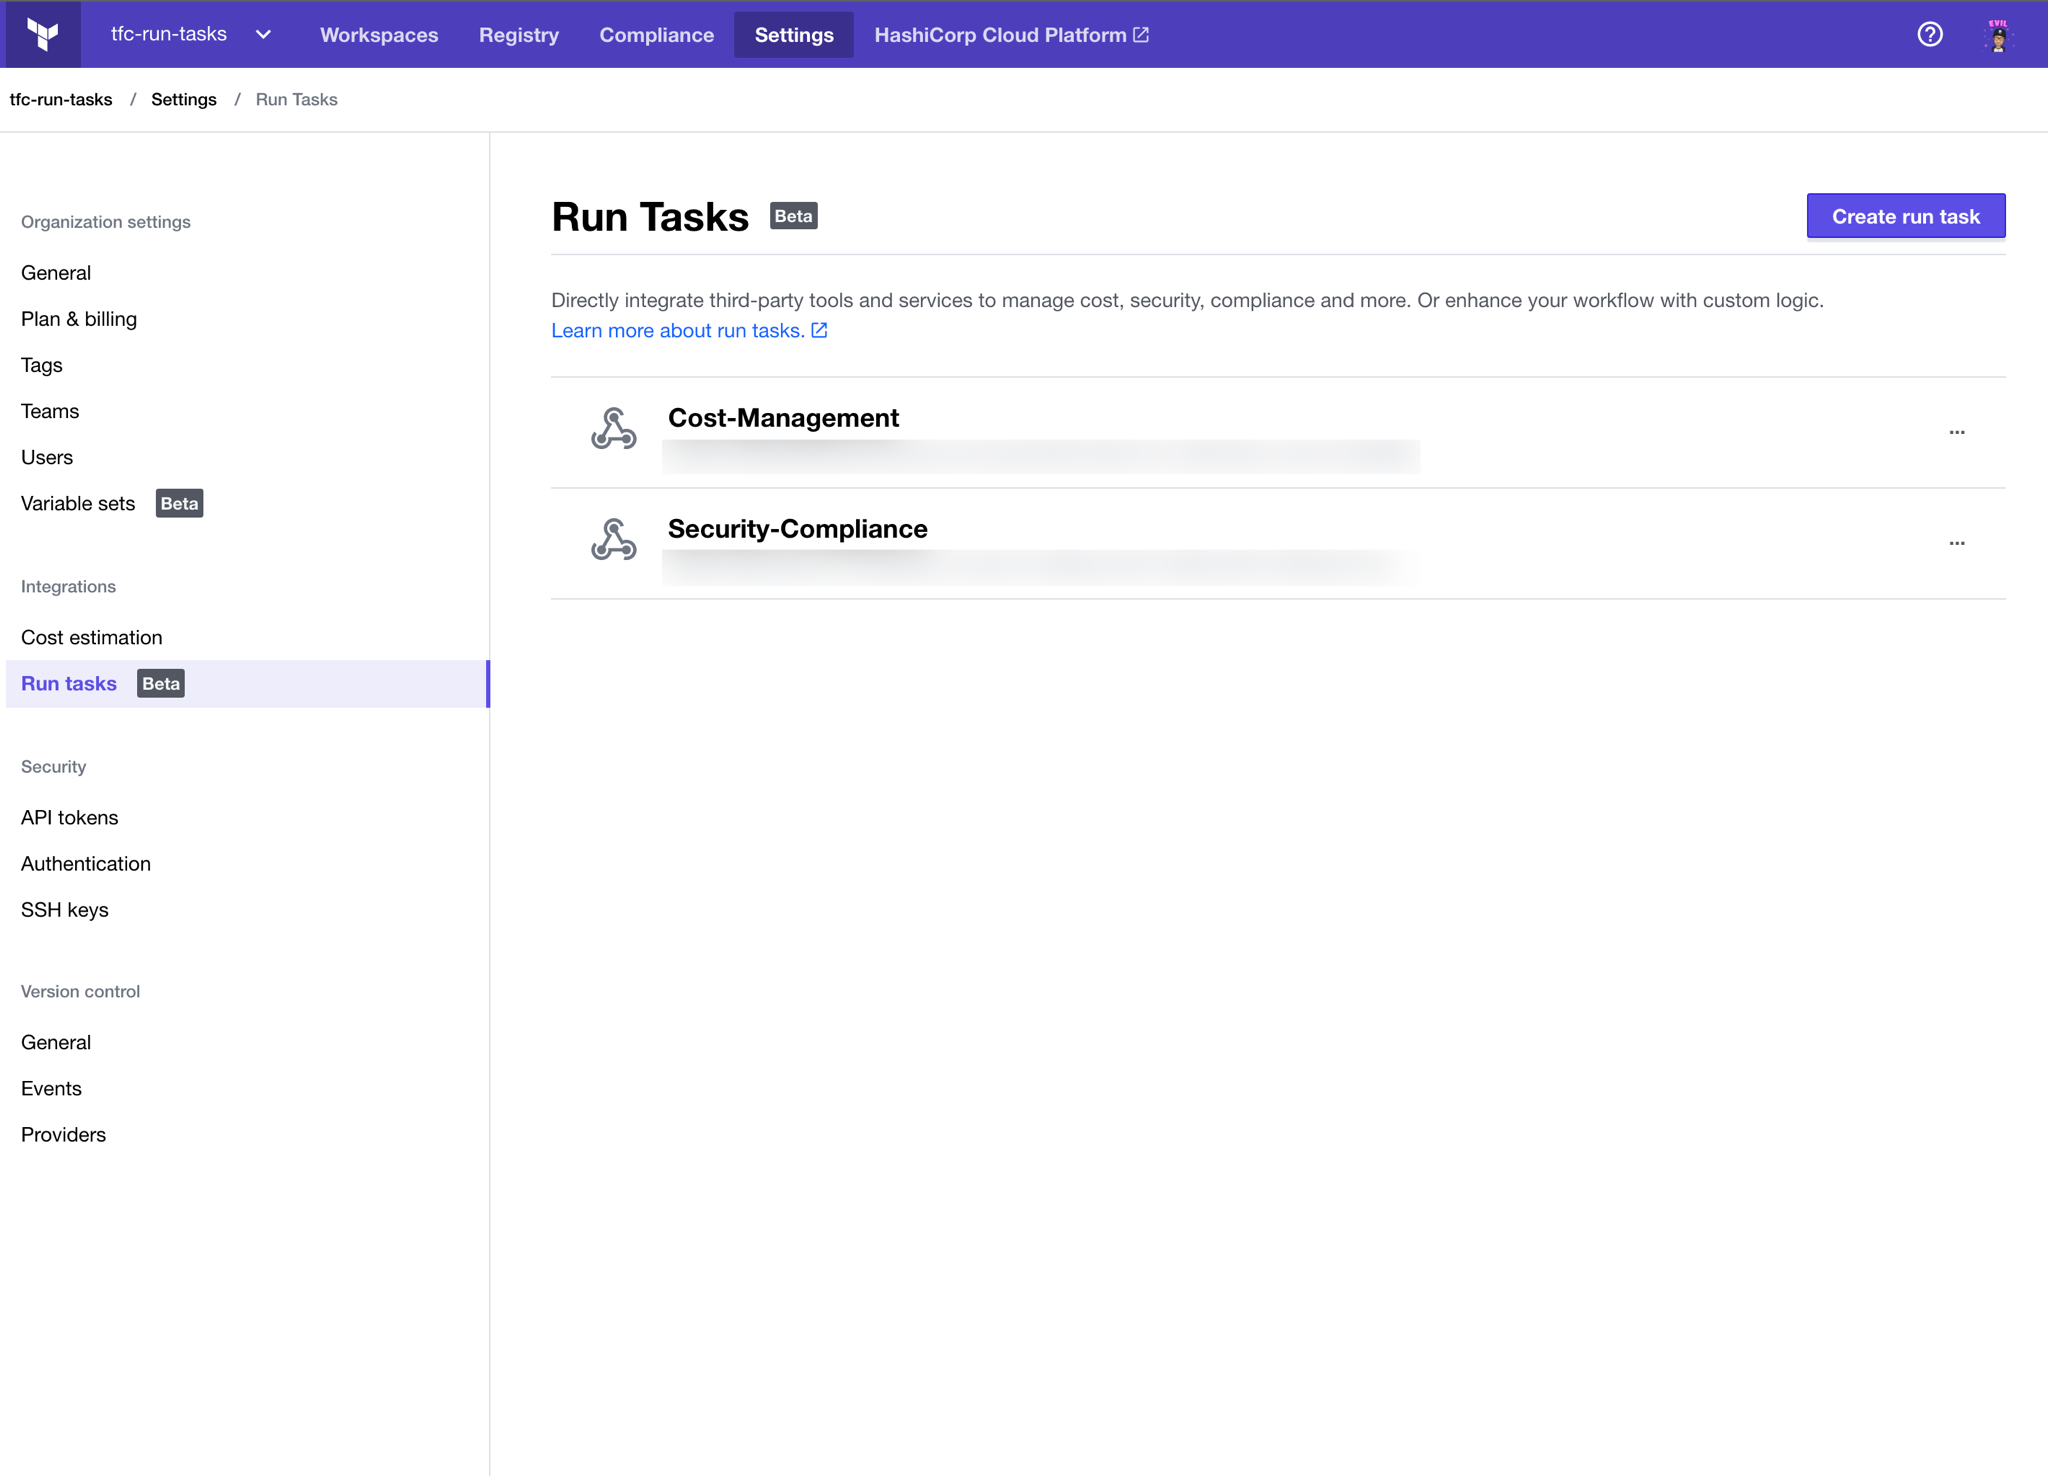 tfc-run-tasks Workspaces Registry Compliance Settings HashiCorp Cloud Platform
EVIL
tfc-run-tasks / Settings / Run Tasks
Organization settings
General
Plan & billing
Tags
Teams
Users
Variable sets Beta
Integrations
Cost estimation
Run tasks Beta
Security
API tokens
Authentication
SSH keys
Version control
General
Events
Providers
Run Tasks Beta
Create run task
Directly integrate third-party tools and services to manage cost, security, compliance and more. Or enhance your workflow with custom logic.
Learn more about run tasks.
Cost-Management
...
Security-Compliance
...